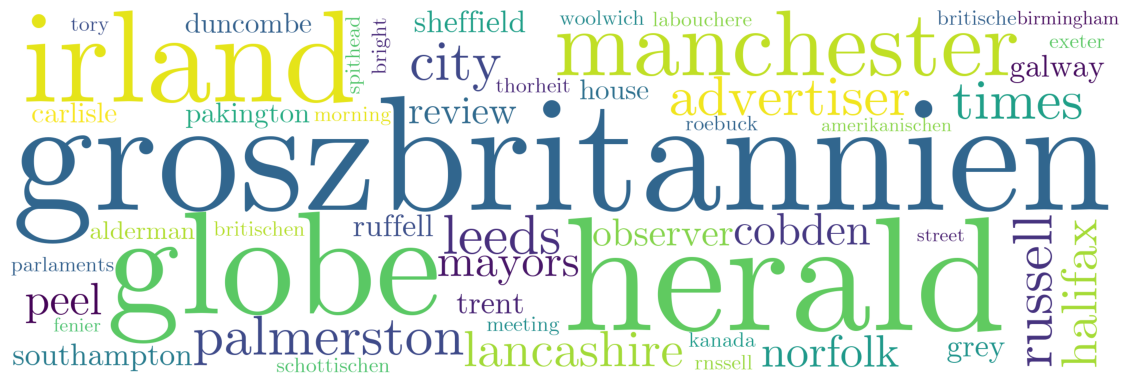 tory
duncombe
sheffield
woolwich
labouchere
britische
birmingham
irland
spithead
bright
city
manchester
exeter
galway
thorheit
house
advertiser
times
carlisle
pakington
morning
review
roebuck
amerikanischen
groszbritannien
alderman
britischen
ruffell
leeds
observer
cobden
street
russell
halifax
parlaments
globe
mayors
herald
peel
trent
fenier
palmerston
meeting
kanada
southampton
schottischen
lancashire
rnssell
norfolk
grey